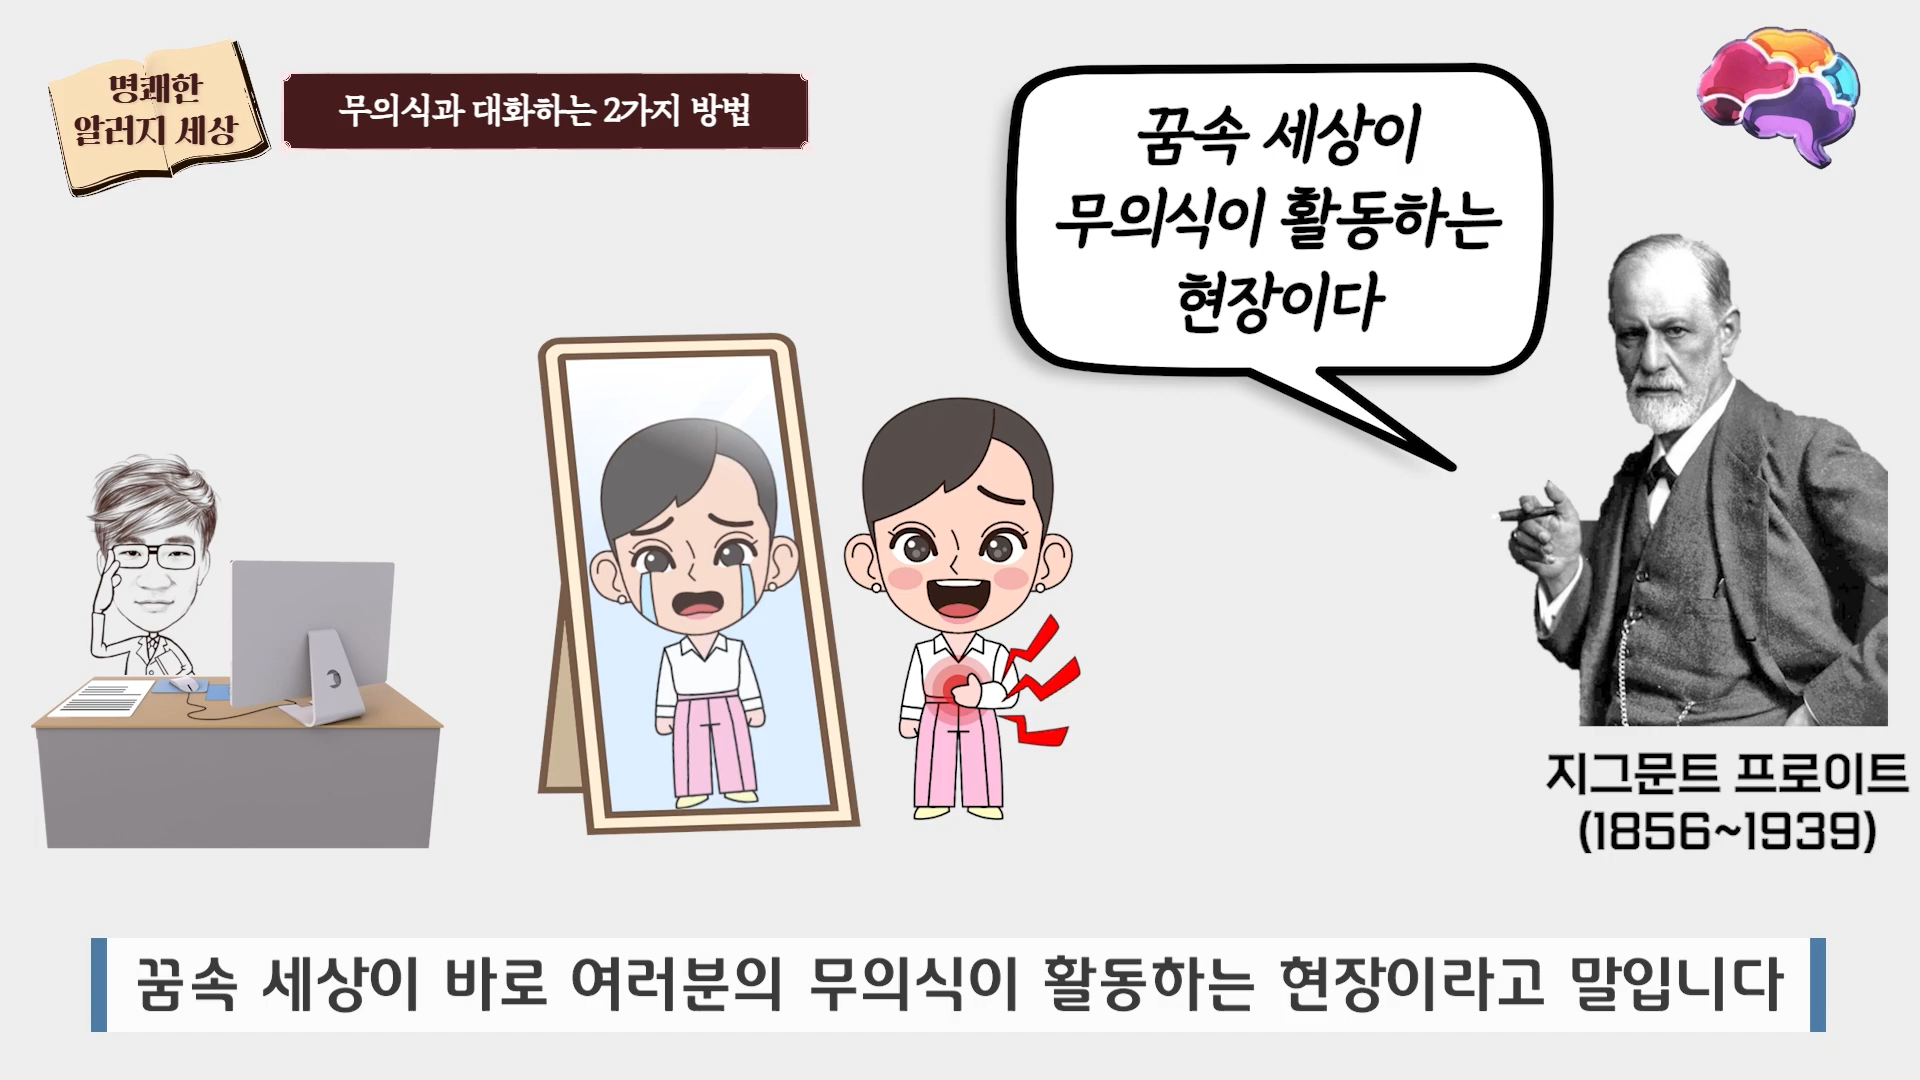 명쾌한
알러지 세상
무의식과 대화하는 2가지 방법
꿈속 세상이
무의식이 활동하는
현장이다
지그문트 프로이트
(1856~1939)
꿈속 세상이 바로 여러분의 무의식이 활동하는 현장이라고 말입니다